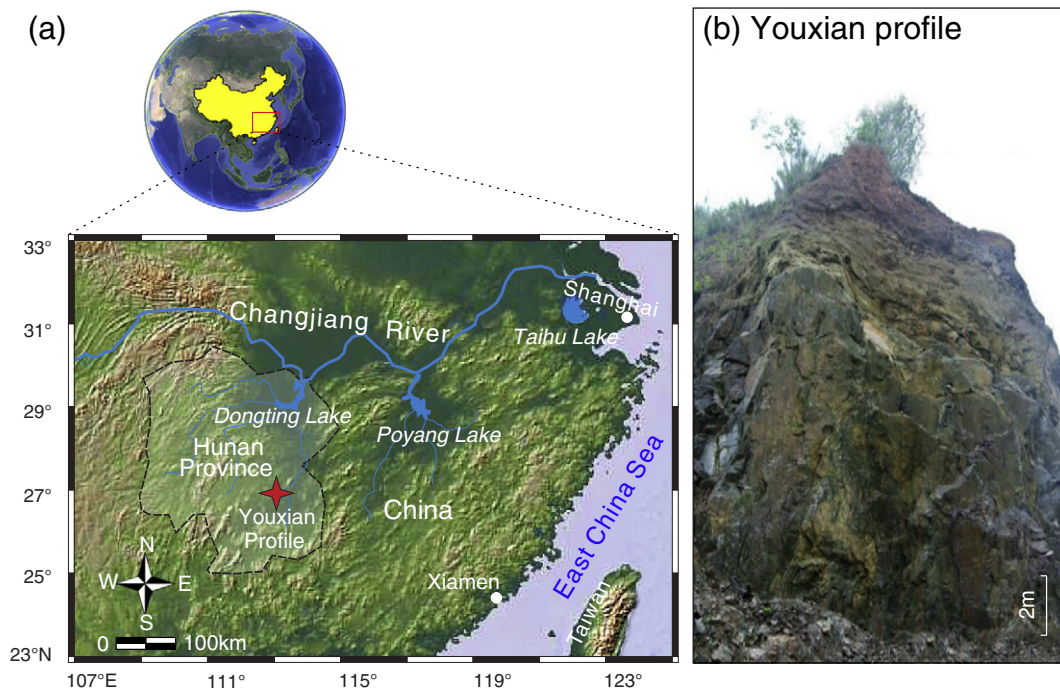 (a)
(b) Youxian profile
33°
31°
29°
27°
25°
23°N
Changjiang River
Shanghai
Taihu Lake
Dongting Lake
Poyang Lake
Hunan
Province
Youxian
Profile
China
East China Sea
Xiamen
Taiwan
N
W E
S
0 100km
107°E 111° 115° 119° 123°
2m